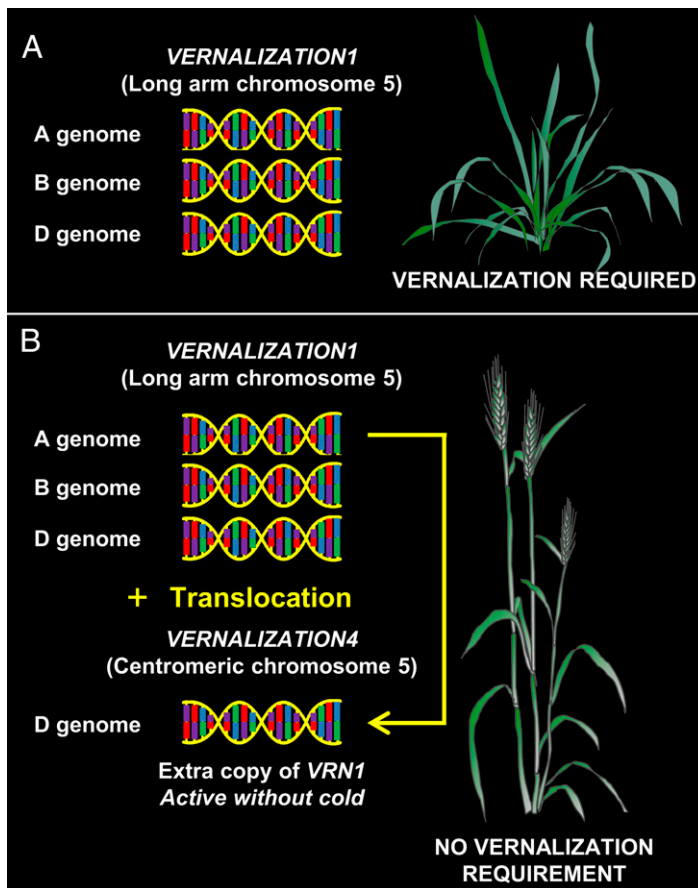 A
VERNALIZATION1
(Long arm chromosome 5)
A genome
B genome
D genome
VERNALIZATION REQUIRED
B
VERNALIZATION1
(Long arm chromosome 5)
A genome
B genome
D genome
+ Translocation
VERNALIZATION4
(Centromeric chromosome 5)
D genome
Extra copy of VRN1
Active without cold
NO VERNALIZATION
REQUIREMENT